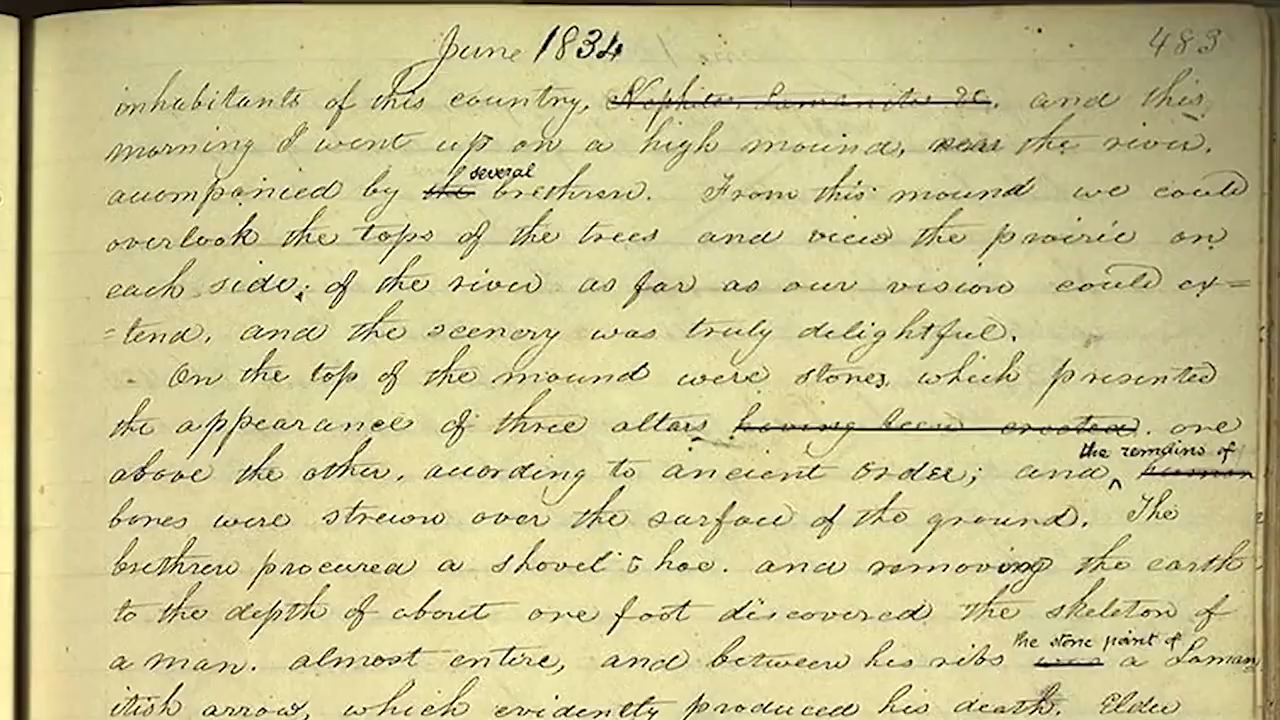 June 1834 483
inhabitants of this country, Nephites, Lamanites &c. and this
morning I went up on a high mound, near the river,
accompanied by the several brethren. From this mound we could
overlook the tops of the trees and view the prairie on
each side; of the river as far as our vision could ex=
=tend, and the scenery was truly delightful.
On the top of the mound were stones, which presented
the appearance of three altars having been erected, one
above the other, according to ancient order; and the remains of human
bones were strewn over the surface of the ground. The
brethren procured a shovel & hoe. and removing the earth
to the depth of about one foot discovered the skeleton of
a man. almost entire, and between his ribs the stone point of was a Laman
itish arrow, which evidently produced his death. Elder